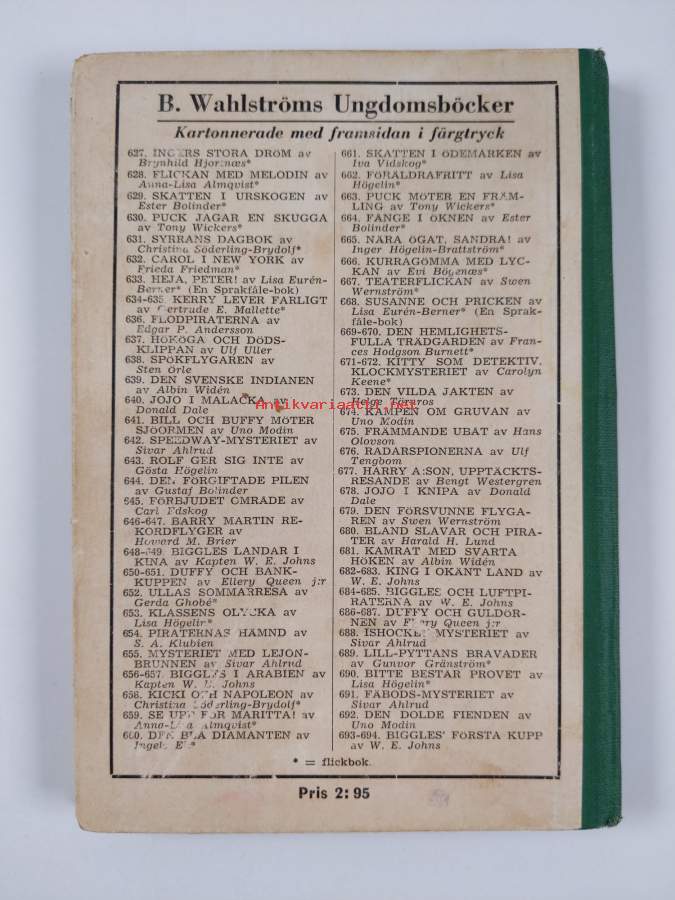 B. Wahlströms Ungdomsböcker
Kartonnerade med framsidan i färgtryck
627. INGERS STORA DRÖM av
Brynhild Hjornæs*
628. FLICKAN MED MELODIN av
Anna-Lisa Almqvist*
629. SKATTEN I URSKOGEN av
Ester Bolinder*
630. PUCK JAGAR EN SKUGGA
av Tony Wickers*
631. SYRRANS DAGBOK av
Christina Söderling-Brydolf*
632. CAROL I NEW YORK av
Frieda Friedman*
633. HEJA, PETER! av Lisa Eurén-
Berner* (En Språkfåle-bok)
634-635. KERRY LEVER FARLIGT
av Gertrude E. Mallette*
636. FLODPIRATERNA av
Edgar P. Andersson
637. HÖKÖGA OCH DÖDS-
KLIPPAN av Ulf Uller
638. SPÖKFLYGAREN av
Sten Örle
639. DEN SVENSKE INDIANEN
av Albin Widén
640. JOJO I MALACKA av
Donald Dale
641. BILL OCH BUFFY MÖTER
SJÖORMEN av Uno Modin
642. SPEEDWAY-MYSTERIET av
Sivar Ahlrud
643. ROLF GER SIG INTE av
Gösta Högelin
644. DEN FÖRGIFTADE PILEN
av Gustaf Bolinder
645. FÖRBJUDET OMRÅDE av
Carl Edskog
646-647. BARRY MARTIN RE-
KORDFLYGER av
Howard M. Brier
648-649. BIGGLES LANDAR I
KINA av Kapten W. E. Johns
650-651. DUFFY OCH BANK-
KUPPEN av Ellery Queen j:r
652. ULLAS SOMMARRESA av
Gerda Ghobé*
653. KLASSENS OLYCKA av
Lisa Högelin*
654. PIRATERNAS HÄMND av
S. A. Klubien
655. MYSTERIET MED LEJON-
BRUNNEN av Sivar Ahlrud
656-657. BIGGLES I ARABIEN av
Kapten W. E. Johns
658. KICKI OCH NAPOLEON av
Christina Söderling-Brydolf*
659. SE UPP FÖR MARITTA! av
Anna-Lisa Almqvist*
660. DEN BLÅ DIAMANTEN av
661. SKATTEN I ÖDEMARKEN av
Iva Vidskog*
662. FÖRÄLDRAFRITT av Lisa
Högelin*
663. PUCK MÖTER EN FRÄM-
LING av Tony Wickers*
664. FÅNGE I ÖKNEN av Ester
Bolinder*
665. NÄRA ÖGAT, SANDRA! av
Inger Högelin-Brattström*
666. KURRAGÖMMA MED LYC-
KAN av Evi Bögenæs*
667. TEATERFLICKAN av Swen
Wernström*
668. SUSANNE OCH PRICKEN av
Lisa Eurén-Berner* (En Språk-
fåle-bok)
669-670. DEN HEMLIGHETS-
FULLA TRÄDGÅRDEN av Fran-
ces Hodgson Burnett*
671-672. KITTY SOM DETEKTIV.
KLOCKMYSTERIET av Carolyn
Keene*
673. DEN VILDA JAKTEN av
Helge Törnros
674. KAMPEN OM GRUVAN av
Uno Modin
675. FRÄMMANDE UBÅT av Hans
Olovson
676. RADARSPIONERNA av Ulf
Tengbom
677. HARRY A:SON, UPPTÄCKTS-
RESANDE av Bengt Westergren
678. JOJO I KNIPA av Donald
Dale
679. DEN FÖRSVUNNE FLYGA-
REN av Swen Wernström
680. BLAND SLAVAR OCH PIRA-
TER av Harald H. Lund
681. KAMRAT MED SVARTA
HÖKEN av Albin Widén
682-683. KING I OKÄNT LAND av
W. E. Johns
684-685. BIGGLES OCH LUFTPI-
RATERNA av W. E. Johns
686-687. DUFFY OCH GULDÖR-
NEN av Ellery Queen j:r
688. ISHOCKEY-MYSTERIET av
Sivar Ahlrud
689. LILL-PYTTANS BRAVADER
av Gunvor Gränström*
690. BITTE BESTÅR PROVET av
Lisa Högelin*
691. FÄBODS-MYSTERIET av
Sivar Ahlrud
692. DEN DOLDE FIENDEN av
Uno Modin
693-694. BIGGLES' FÖRSTA KUPP
av W. E. Johns
* = flickbok.
Pris 2: 95
Antikvariaatti.net